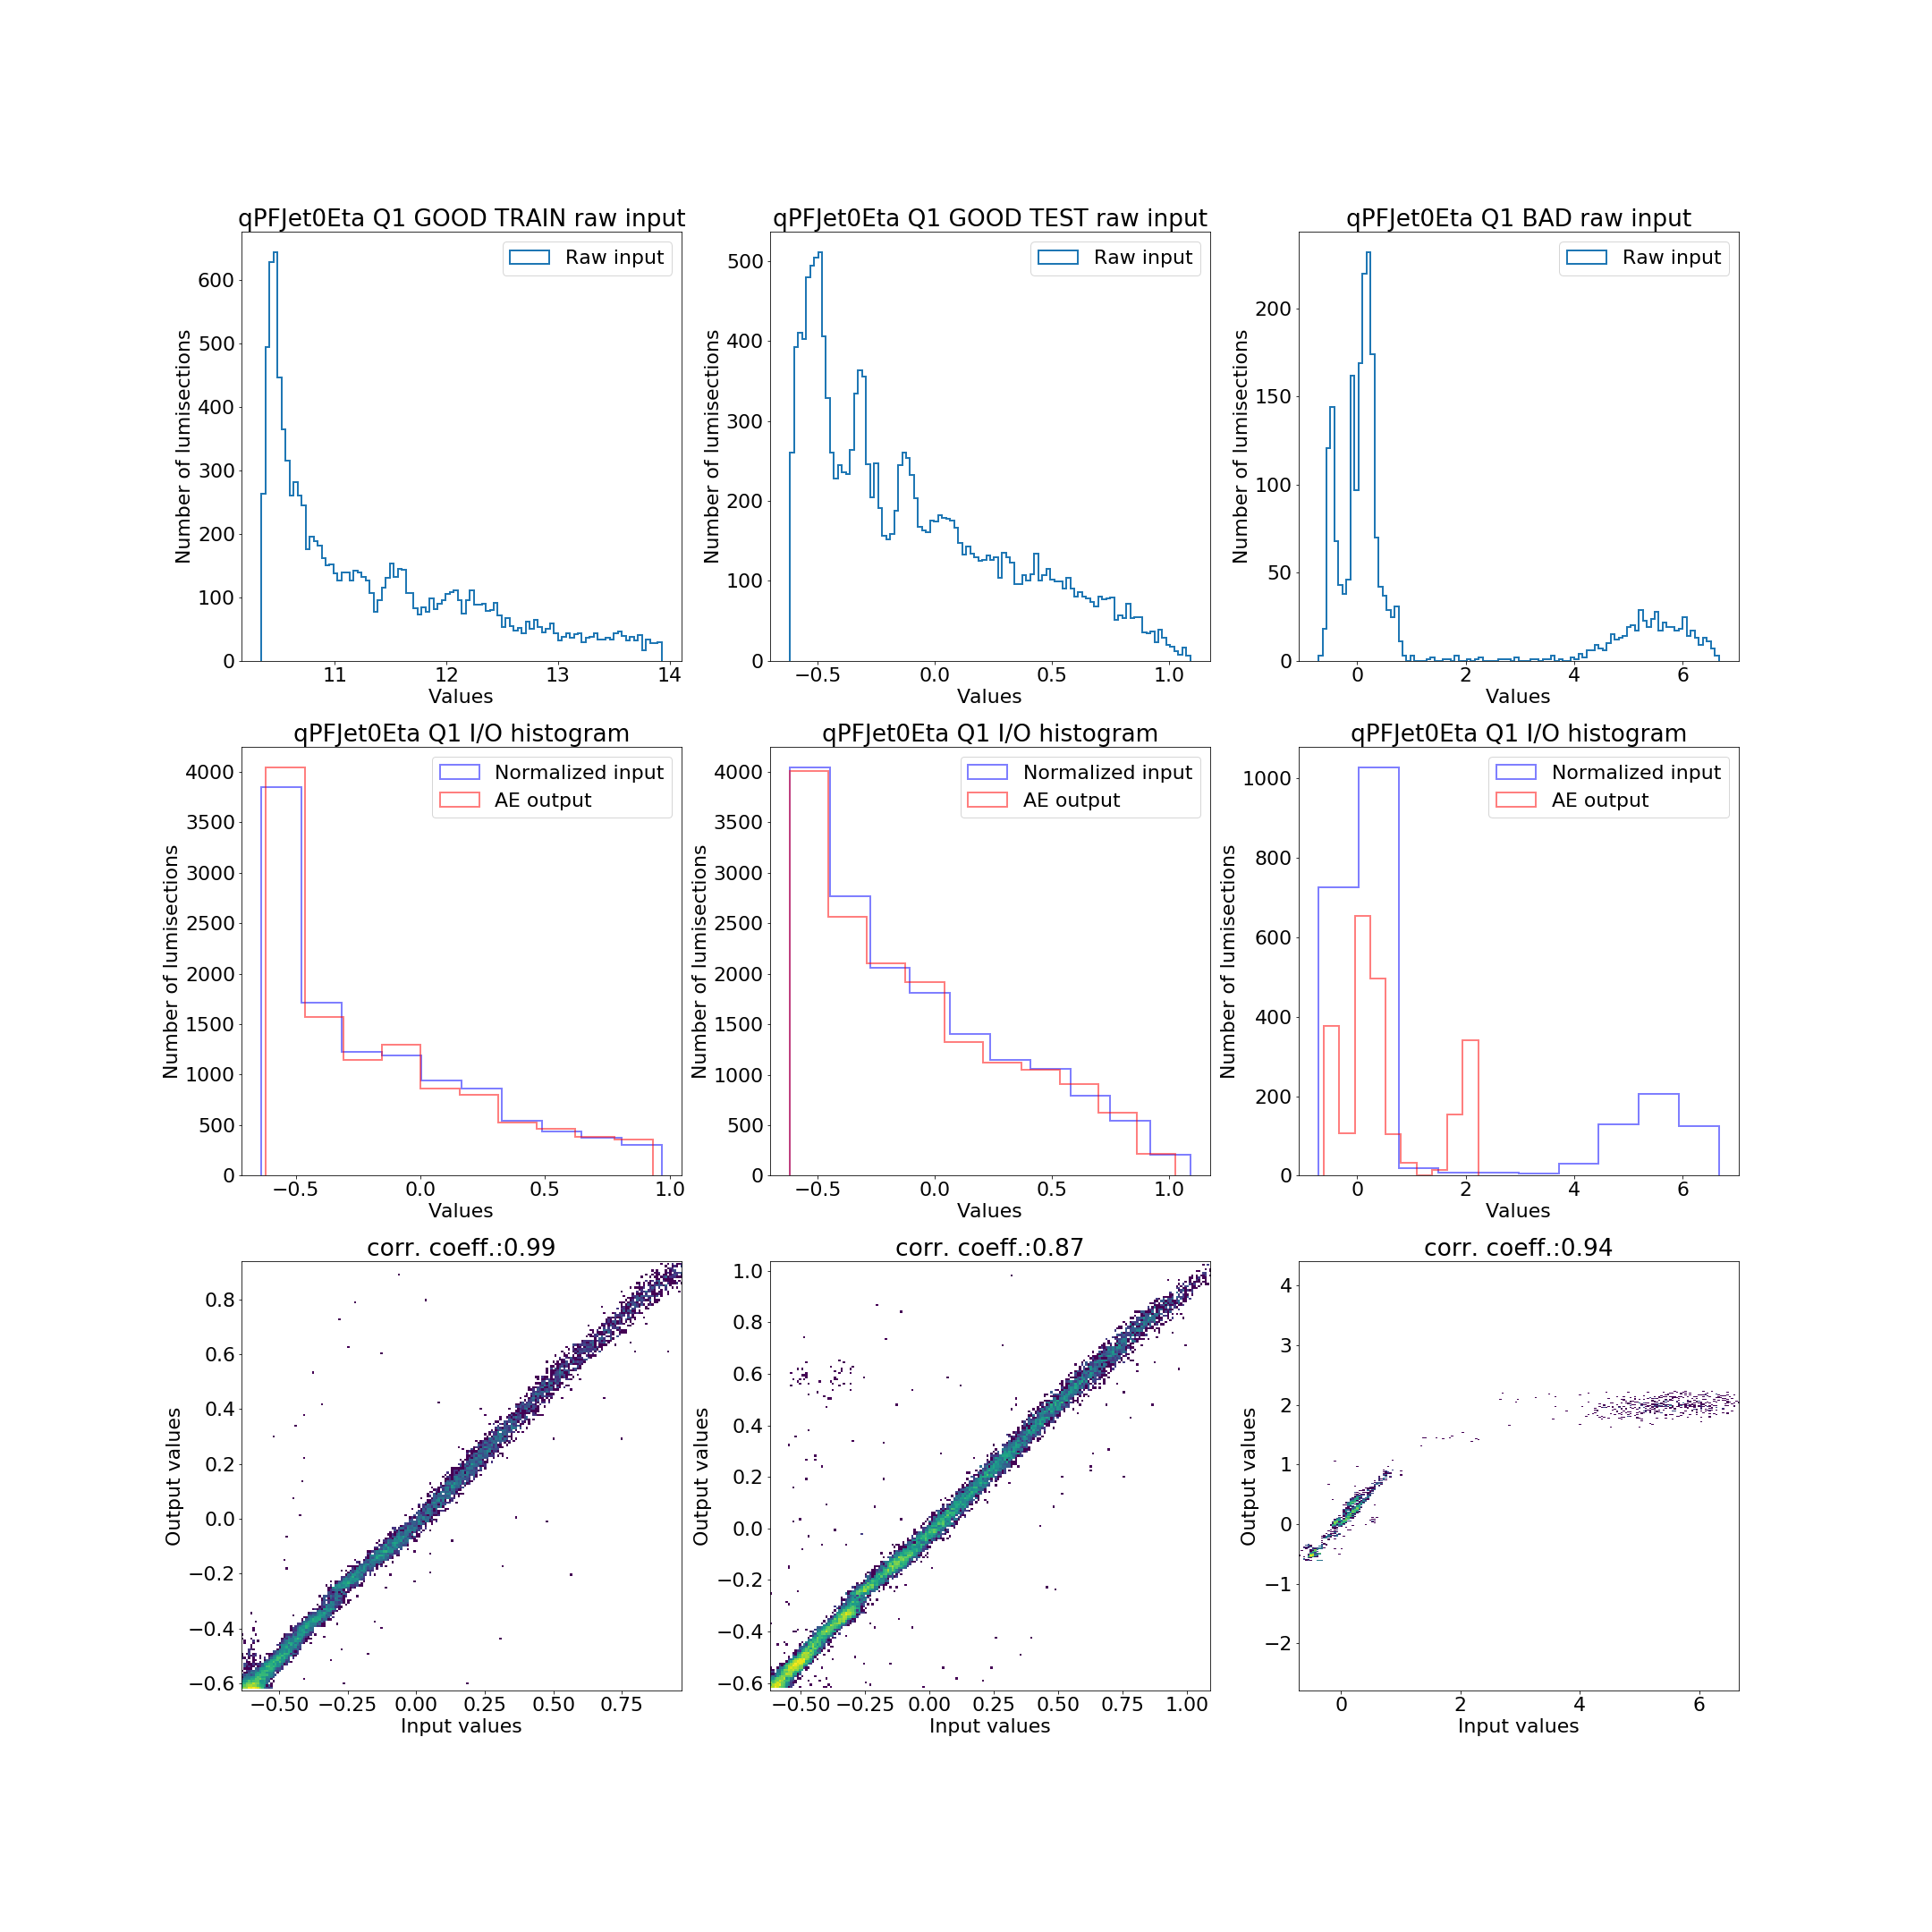 qPFJet0Eta Q1 GOOD TRAIN raw input
Raw input
Number of lumisections
600
500
400
300
200
100
0
11 12 13 14
Values
qPFJet0Eta Q1 GOOD TEST raw input
Raw input
Number of lumisections
500
400
300
200
100
0
−0.5 0.0 0.5 1.0
Values
qPFJet0Eta Q1 BAD raw input
Raw input
Number of lumisections
200
150
100
50
0
0 2 4 6
Values
qPFJet0Eta Q1 I/O histogram
Normalized input
AE output
Number of lumisections
4000
3500
3000
2500
2000
1500
1000
500
0
−0.5 0.0 0.5 1.0
Values
qPFJet0Eta Q1 I/O histogram
Normalized input
AE output
Number of lumisections
4000
3500
3000
2500
2000
1500
1000
500
0
−0.5 0.0 0.5 1.0
Values
qPFJet0Eta Q1 I/O histogram
Normalized input
AE output
Number of lumisections
1000
800
600
400
200
0
0 2 4 6
Values
corr. coeff.:0.99
Output values
0.8
0.6
0.4
0.2
0.0
−0.2
−0.4
−0.6
−0.50 −0.25 0.00 0.25 0.50 0.75
Input values
corr. coeff.:0.87
Output values
1.0
0.8
0.6
0.4
0.2
0.0
−0.2
−0.4
−0.6
−0.50 −0.25 0.00 0.25 0.50 0.75 1.00
Input values
corr. coeff.:0.94
Output values
4
3
2
1
0
−1
−2
0 2 4 6
Input values